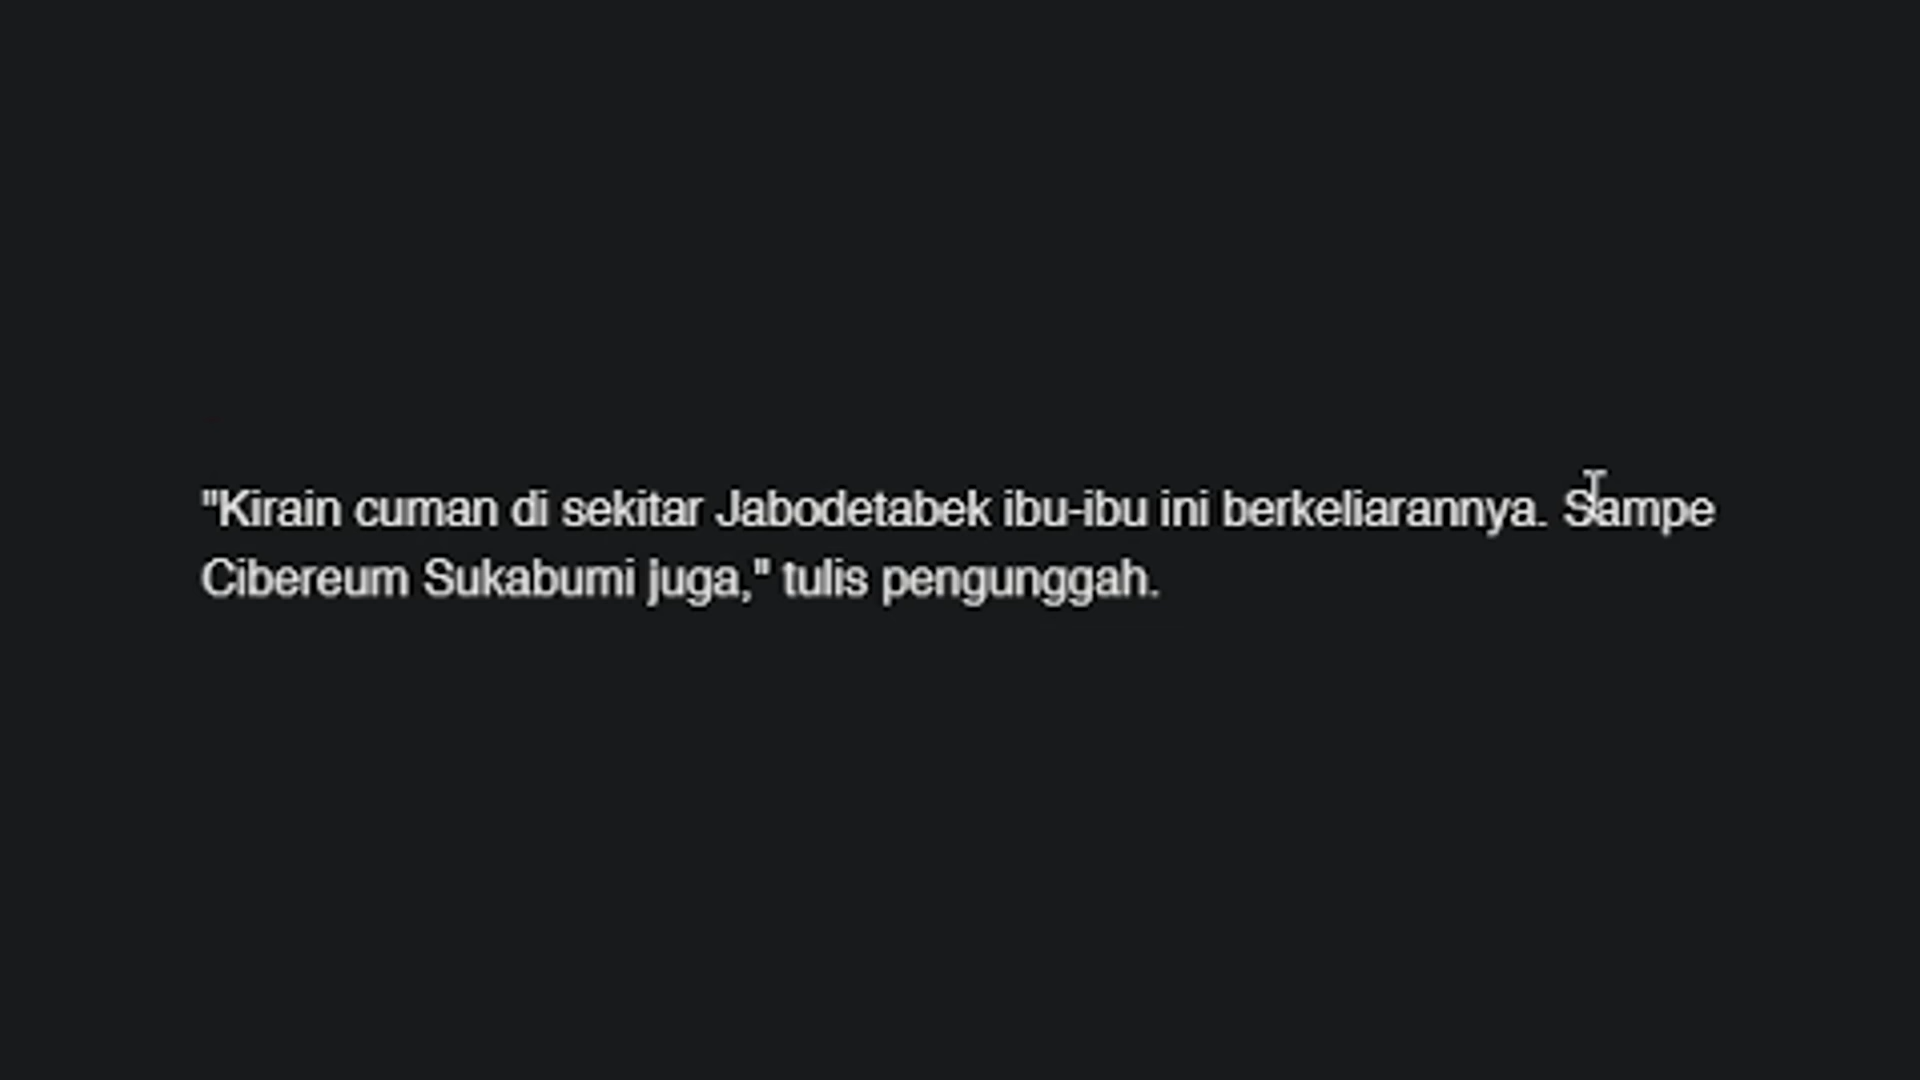 "Kirain cuman di sekitar Jabodetabek ibu-ibu ini berkeliarannya. Sampe
Cibereum Sukabumi juga," tulis pengunggah.